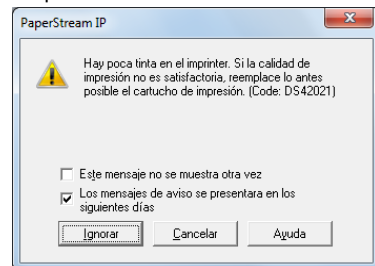 PaperStream IP
Hay poca tinta en el imprinter. Si la calidad de
impresión no es satisfactoria, reemplace lo antes
posible el cartucho de impresión. (Code: DS42021)
Este mensaje no se muestra otra vez
Los mensajes de aviso se presentara en los
siguientes días
Ignorar Cancelar Ayuda